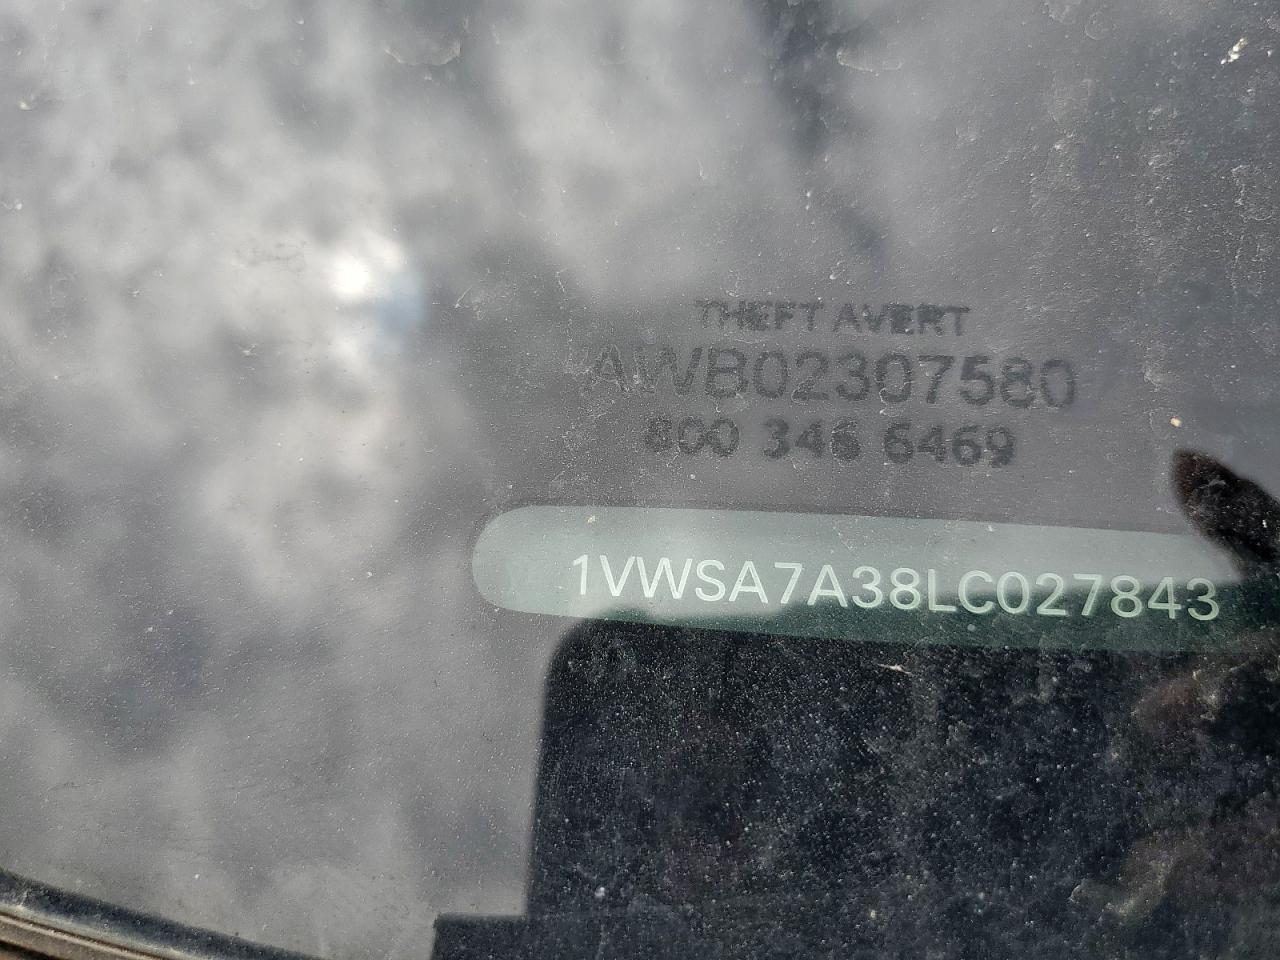 THEFT AVERT
AWB02307580
800 346 6469
1VWSA7A38LC027843